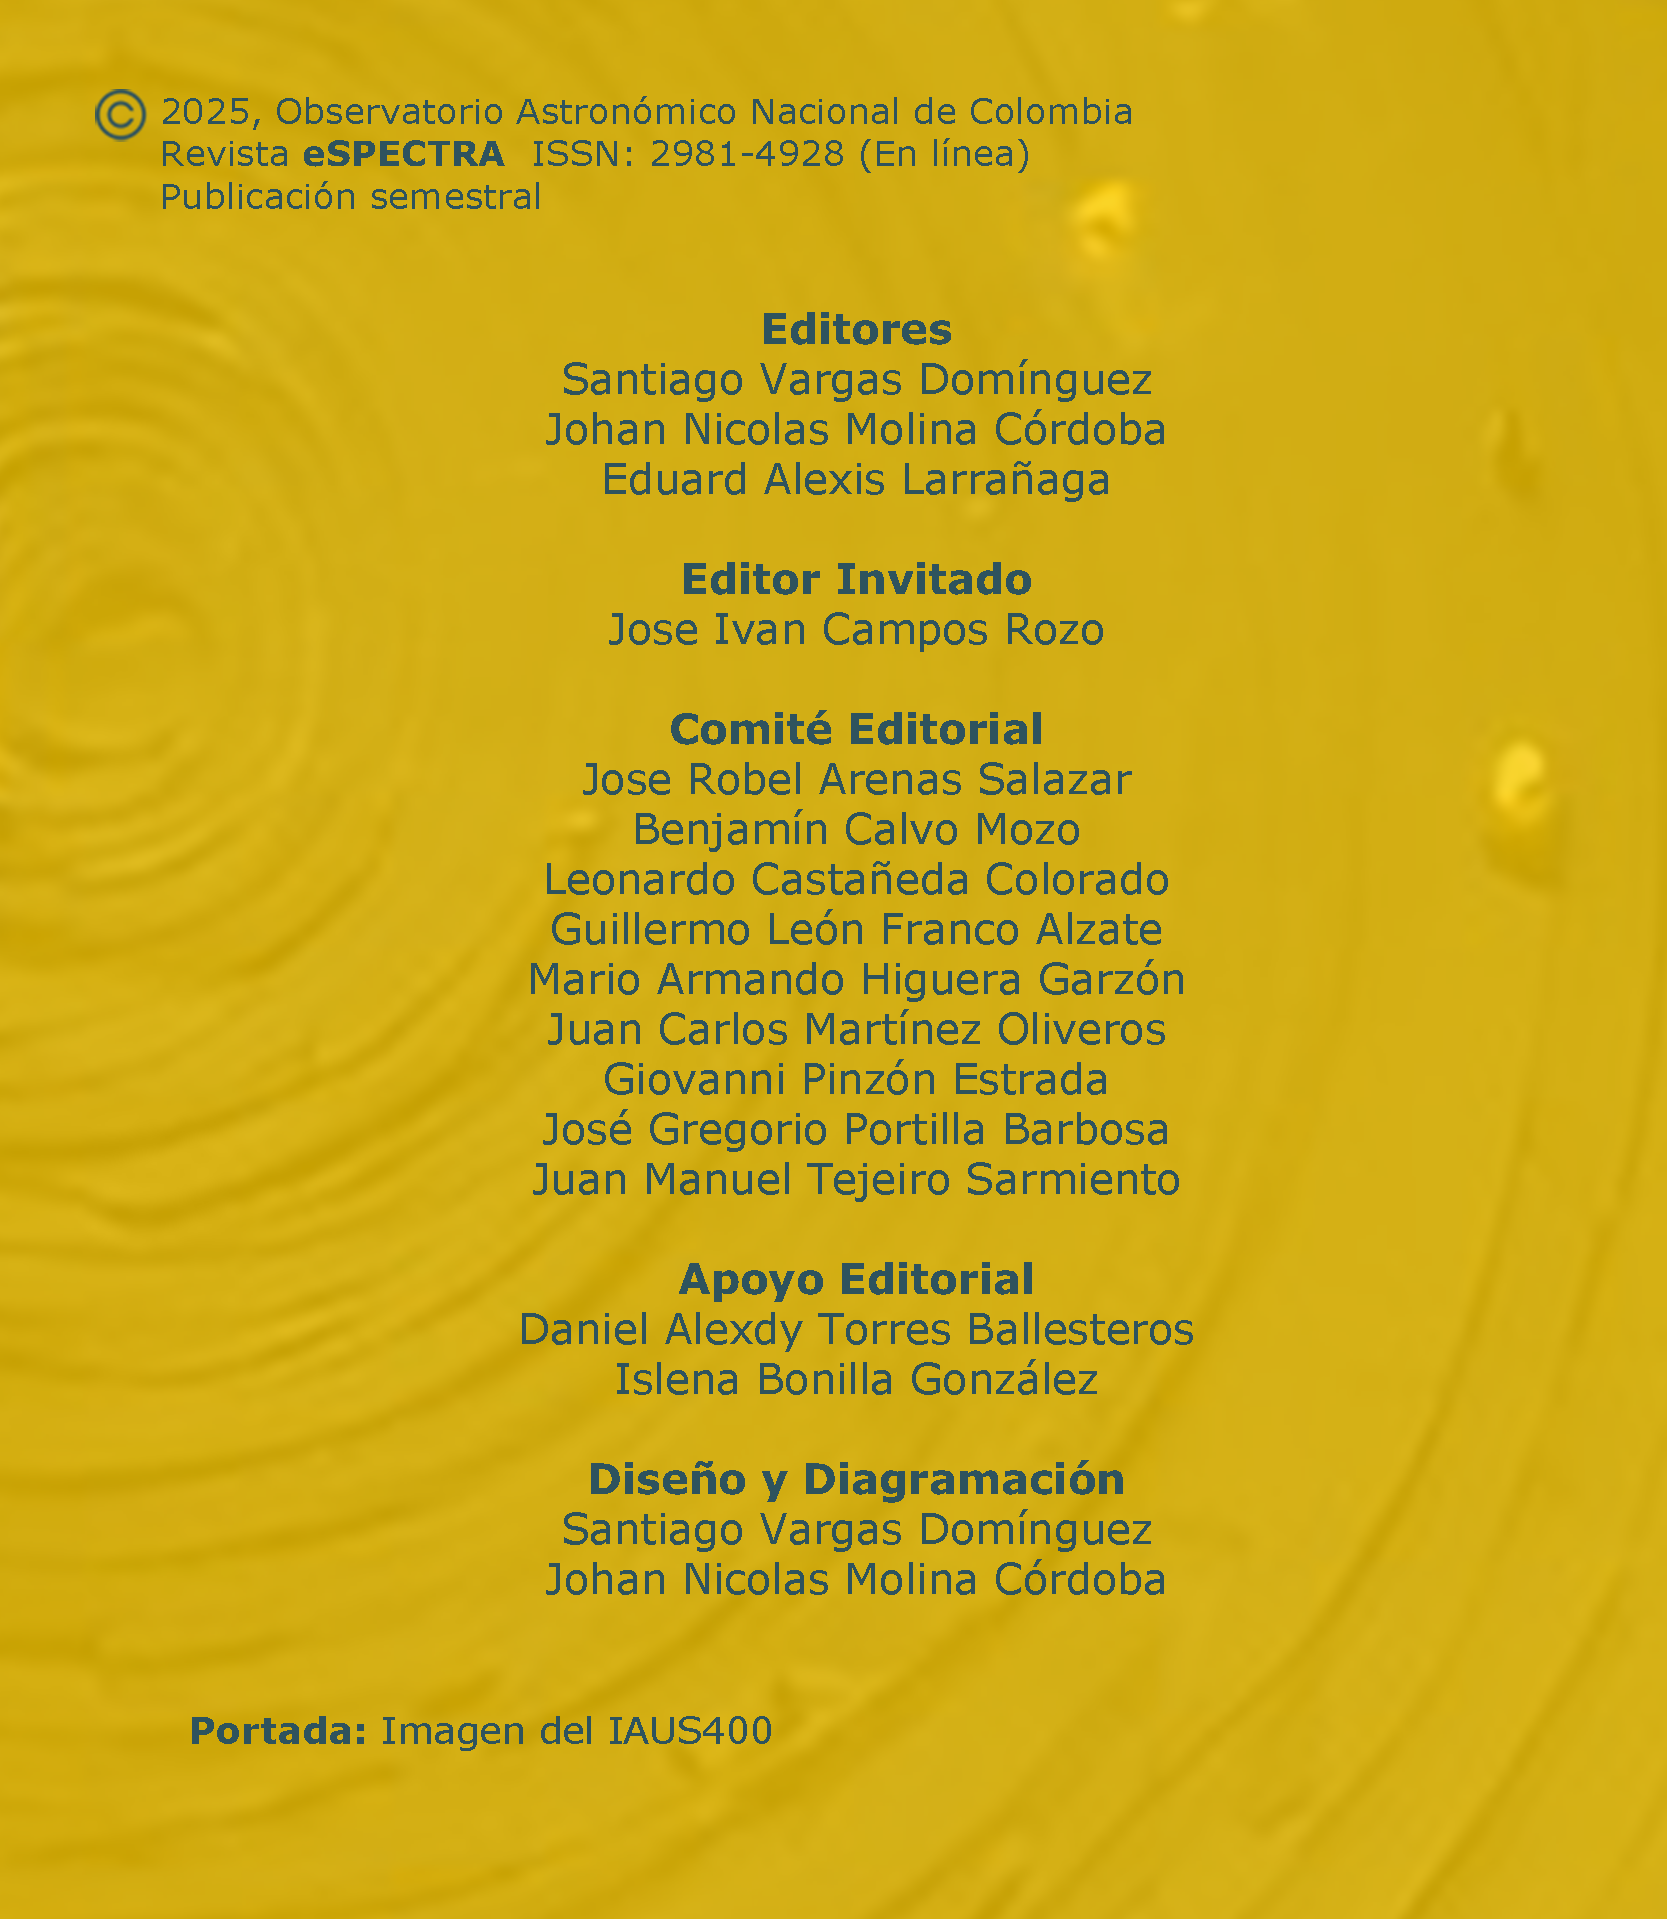 © 2025, Observatorio Astronómico Nacional de Colombia
Revista eSPECTRA ISSN: 2981-4928 (En línea)
Publicación semestral
Editores
Santiago Vargas Domínguez
Johan Nicolas Molina Córdoba
Eduard Alexis Larrañaga
Editor Invitado
Jose Ivan Campos Rozo
Comité Editorial
Jose Robel Arenas Salazar
Benjamín Calvo Mozo
Leonardo Castañeda Colorado
Guillermo León Franco Alzate
Mario Armando Higuera Garzón
Juan Carlos Martínez Oliveros
Giovanni Pinzón Estrada
José Gregorio Portilla Barbosa
Juan Manuel Tejeiro Sarmiento
Apoyo Editorial
Daniel Alexdy Torres Ballesteros
Islena Bonilla González
Diseño y Diagramación
Santiago Vargas Domínguez
Johan Nicolas Molina Córdoba
Portada: Imagen del IAUS400